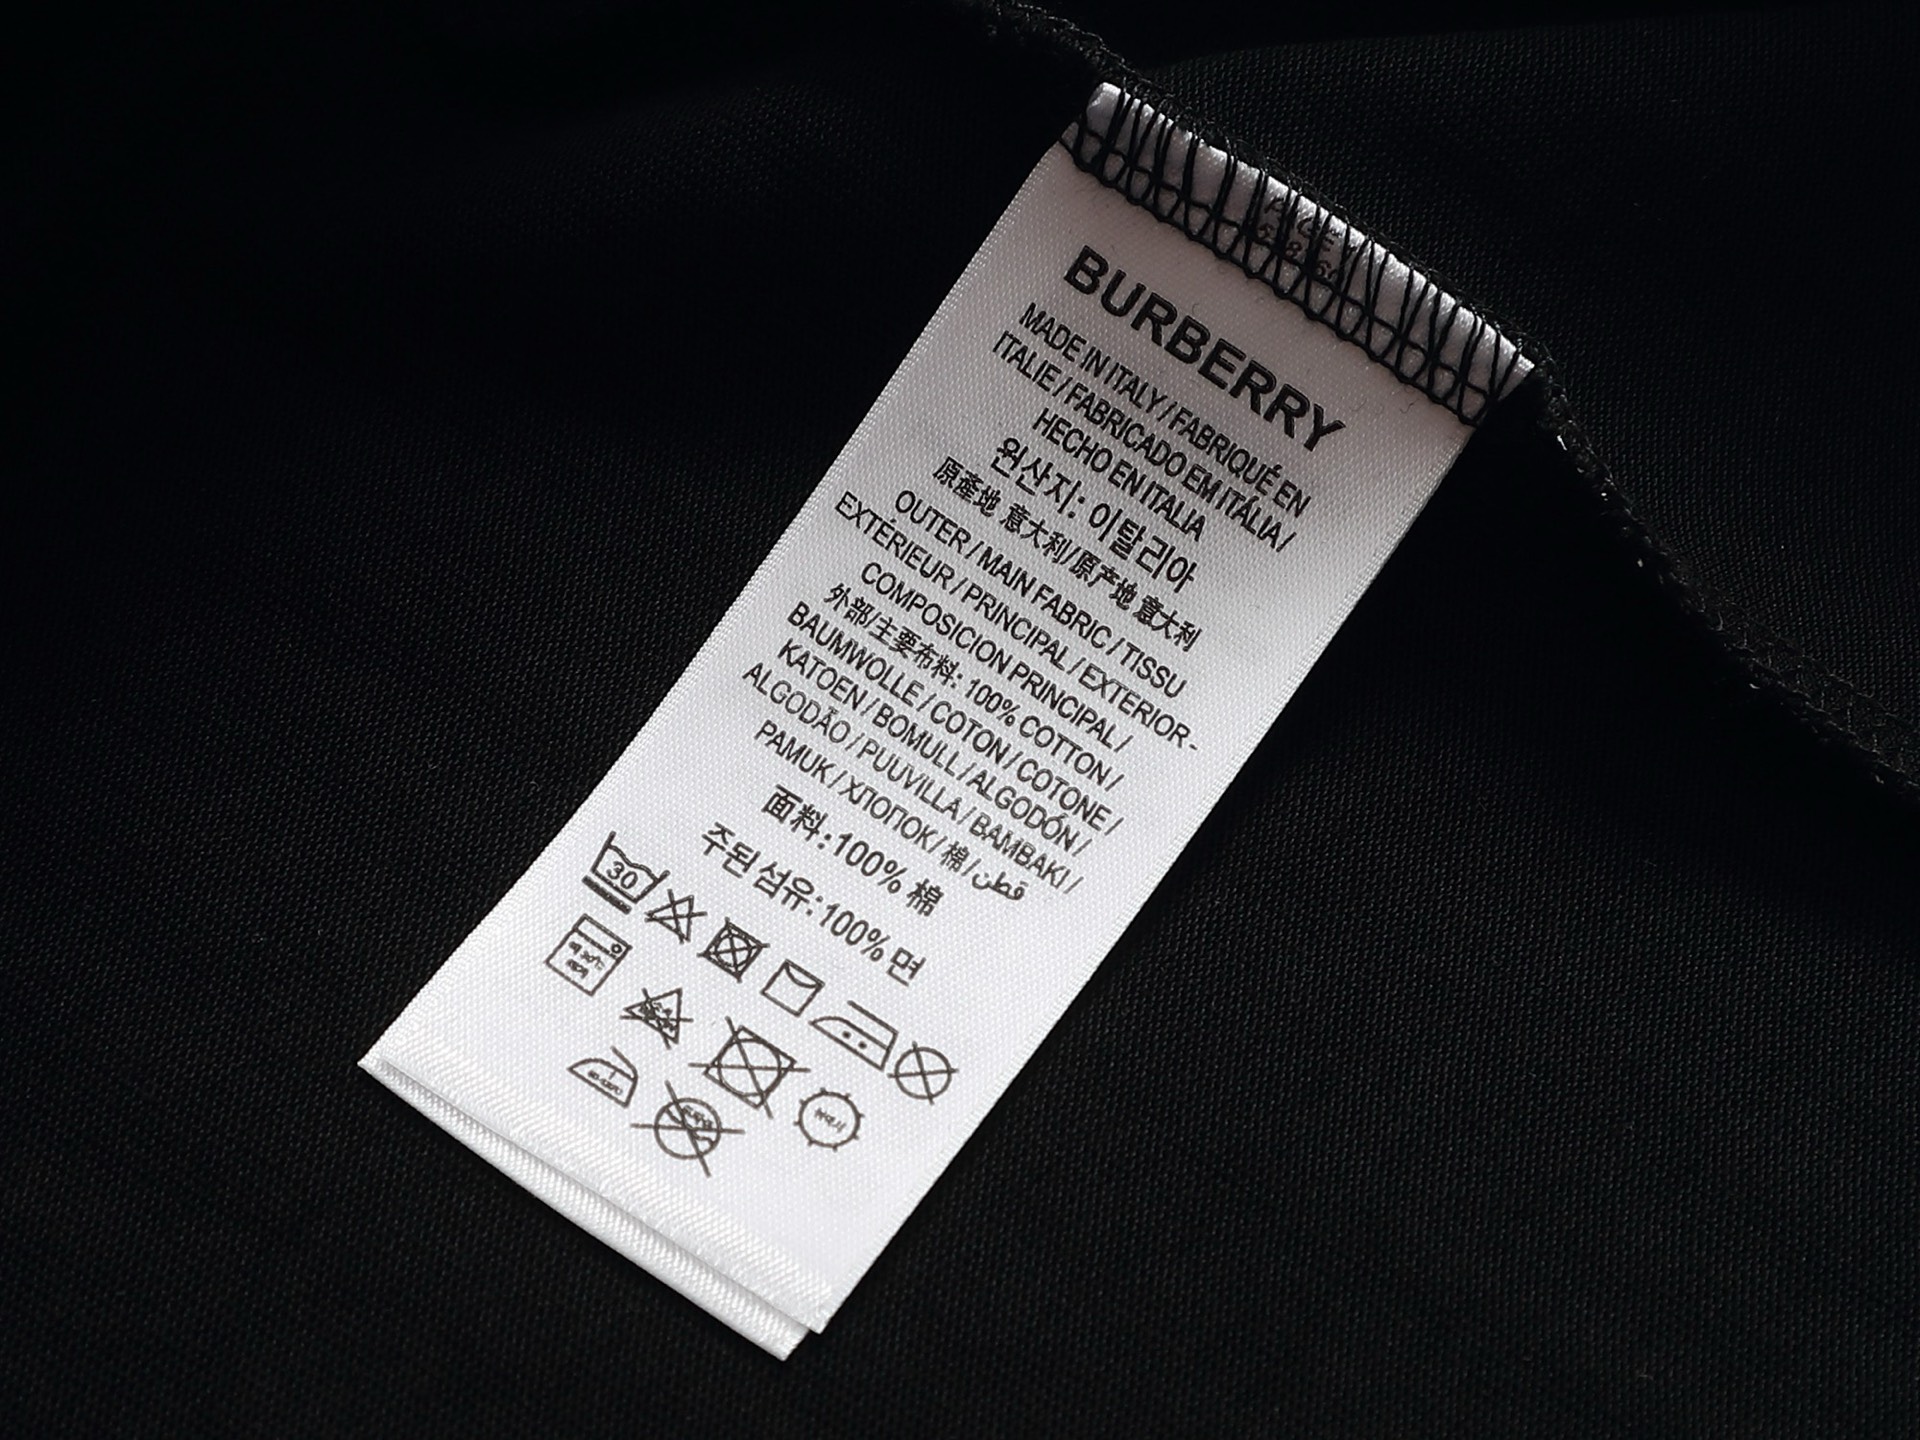 BURBERRY
MADE IN ITALY / FABRIQUÉ EN
ITALIE / FABRICADO EM ITÁLIA /
HECHO EN ITALIA
원산지: 이탈리아
原產地 意大利/原产地 意大利
OUTER / MAIN FABRIC / TISSU
EXTÉRIEUR / PRINCIPAL / EXTERIOR -
COMPOSICION PRINCIPAL /
外部/主要布料: 100% COTTON /
BAUMWOLLE / COTON / COTONE /
KATOEN / BOMULL / ALGODÓN /
ALGODÃO / PUUVILLA / BAMBAKI /
PAMUK / ХЛОПОК / 棉 / قطن
面料: 100% 棉
주된 섬유: 100% 면
30